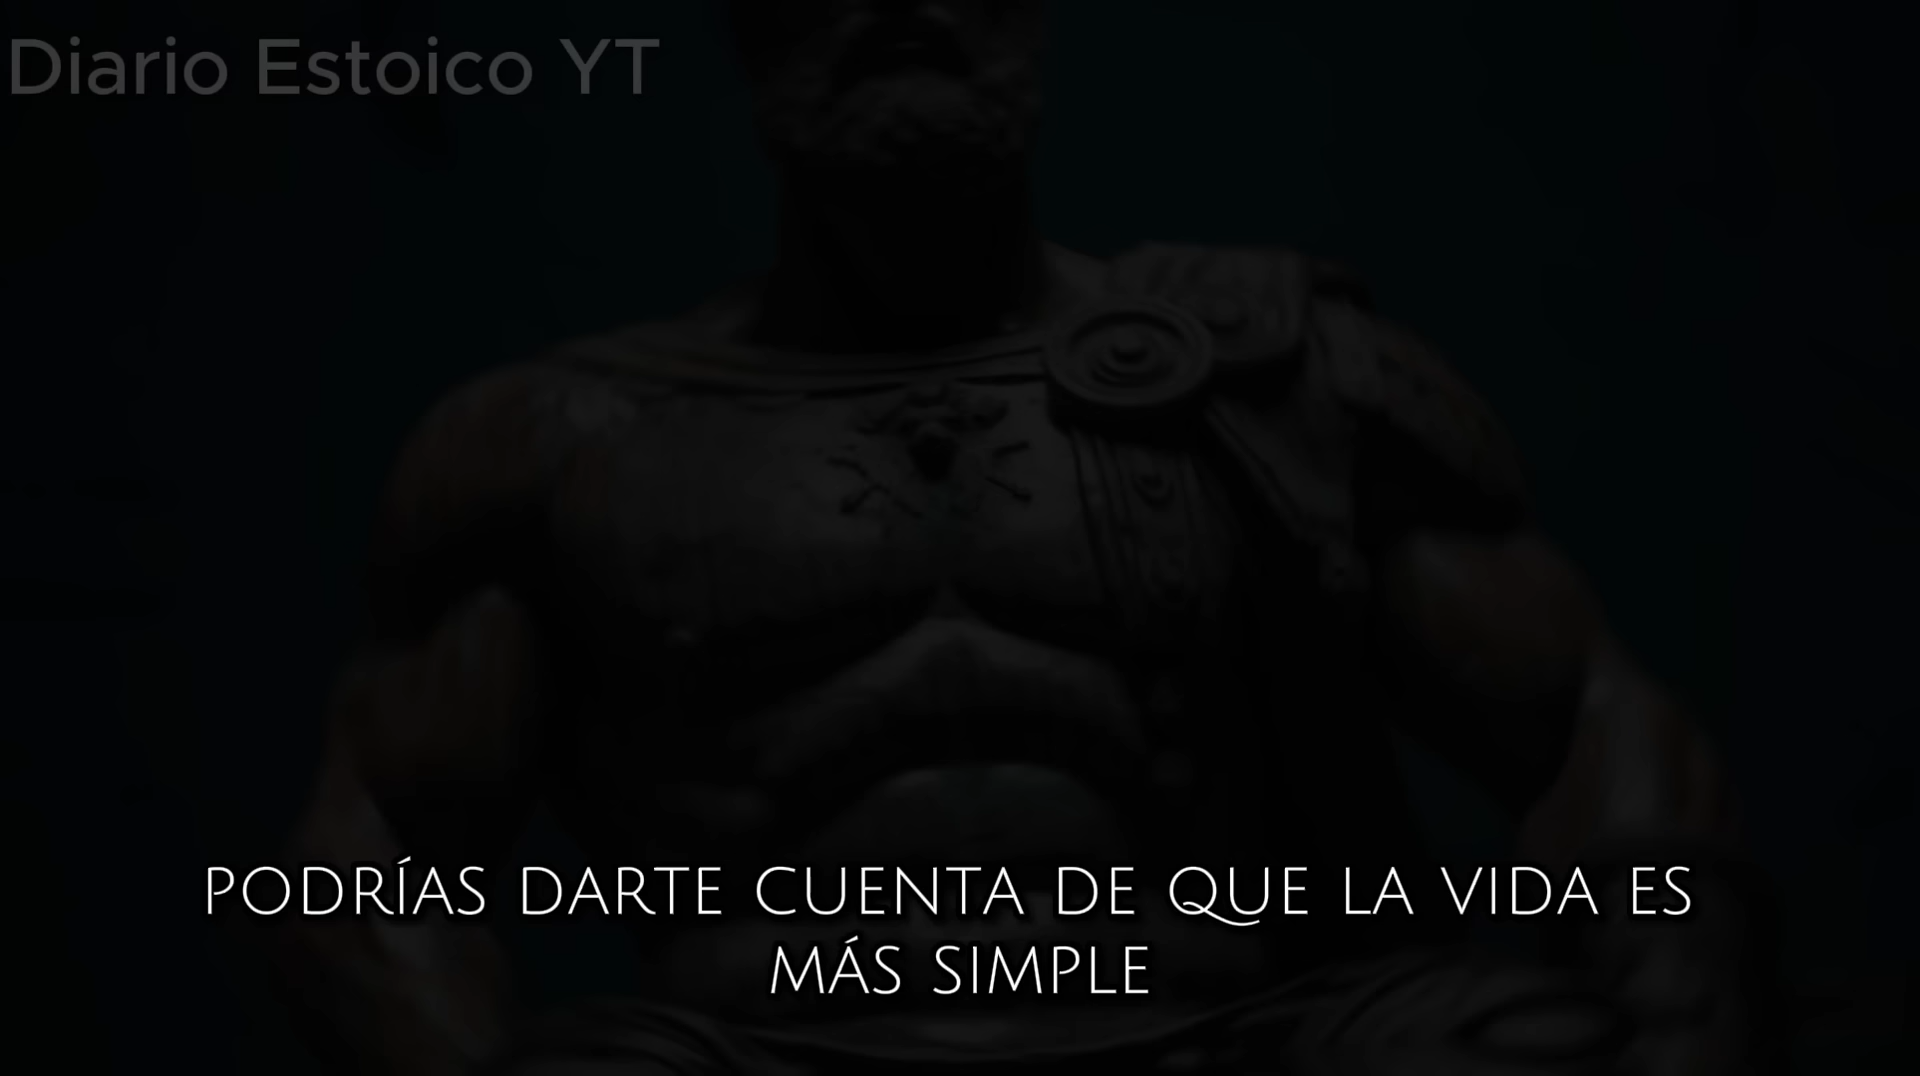 Diario Estoico YT
PODRÍAS DARTE CUENTA DE QUE LA VIDA ES
MÁS SIMPLE